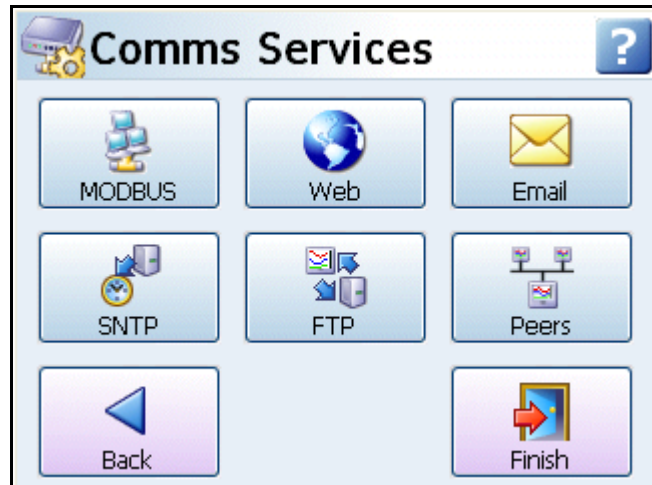 Comms Services
?
MODBUS
Web
Email
SNTP
FTP
Peers
Back
Finish